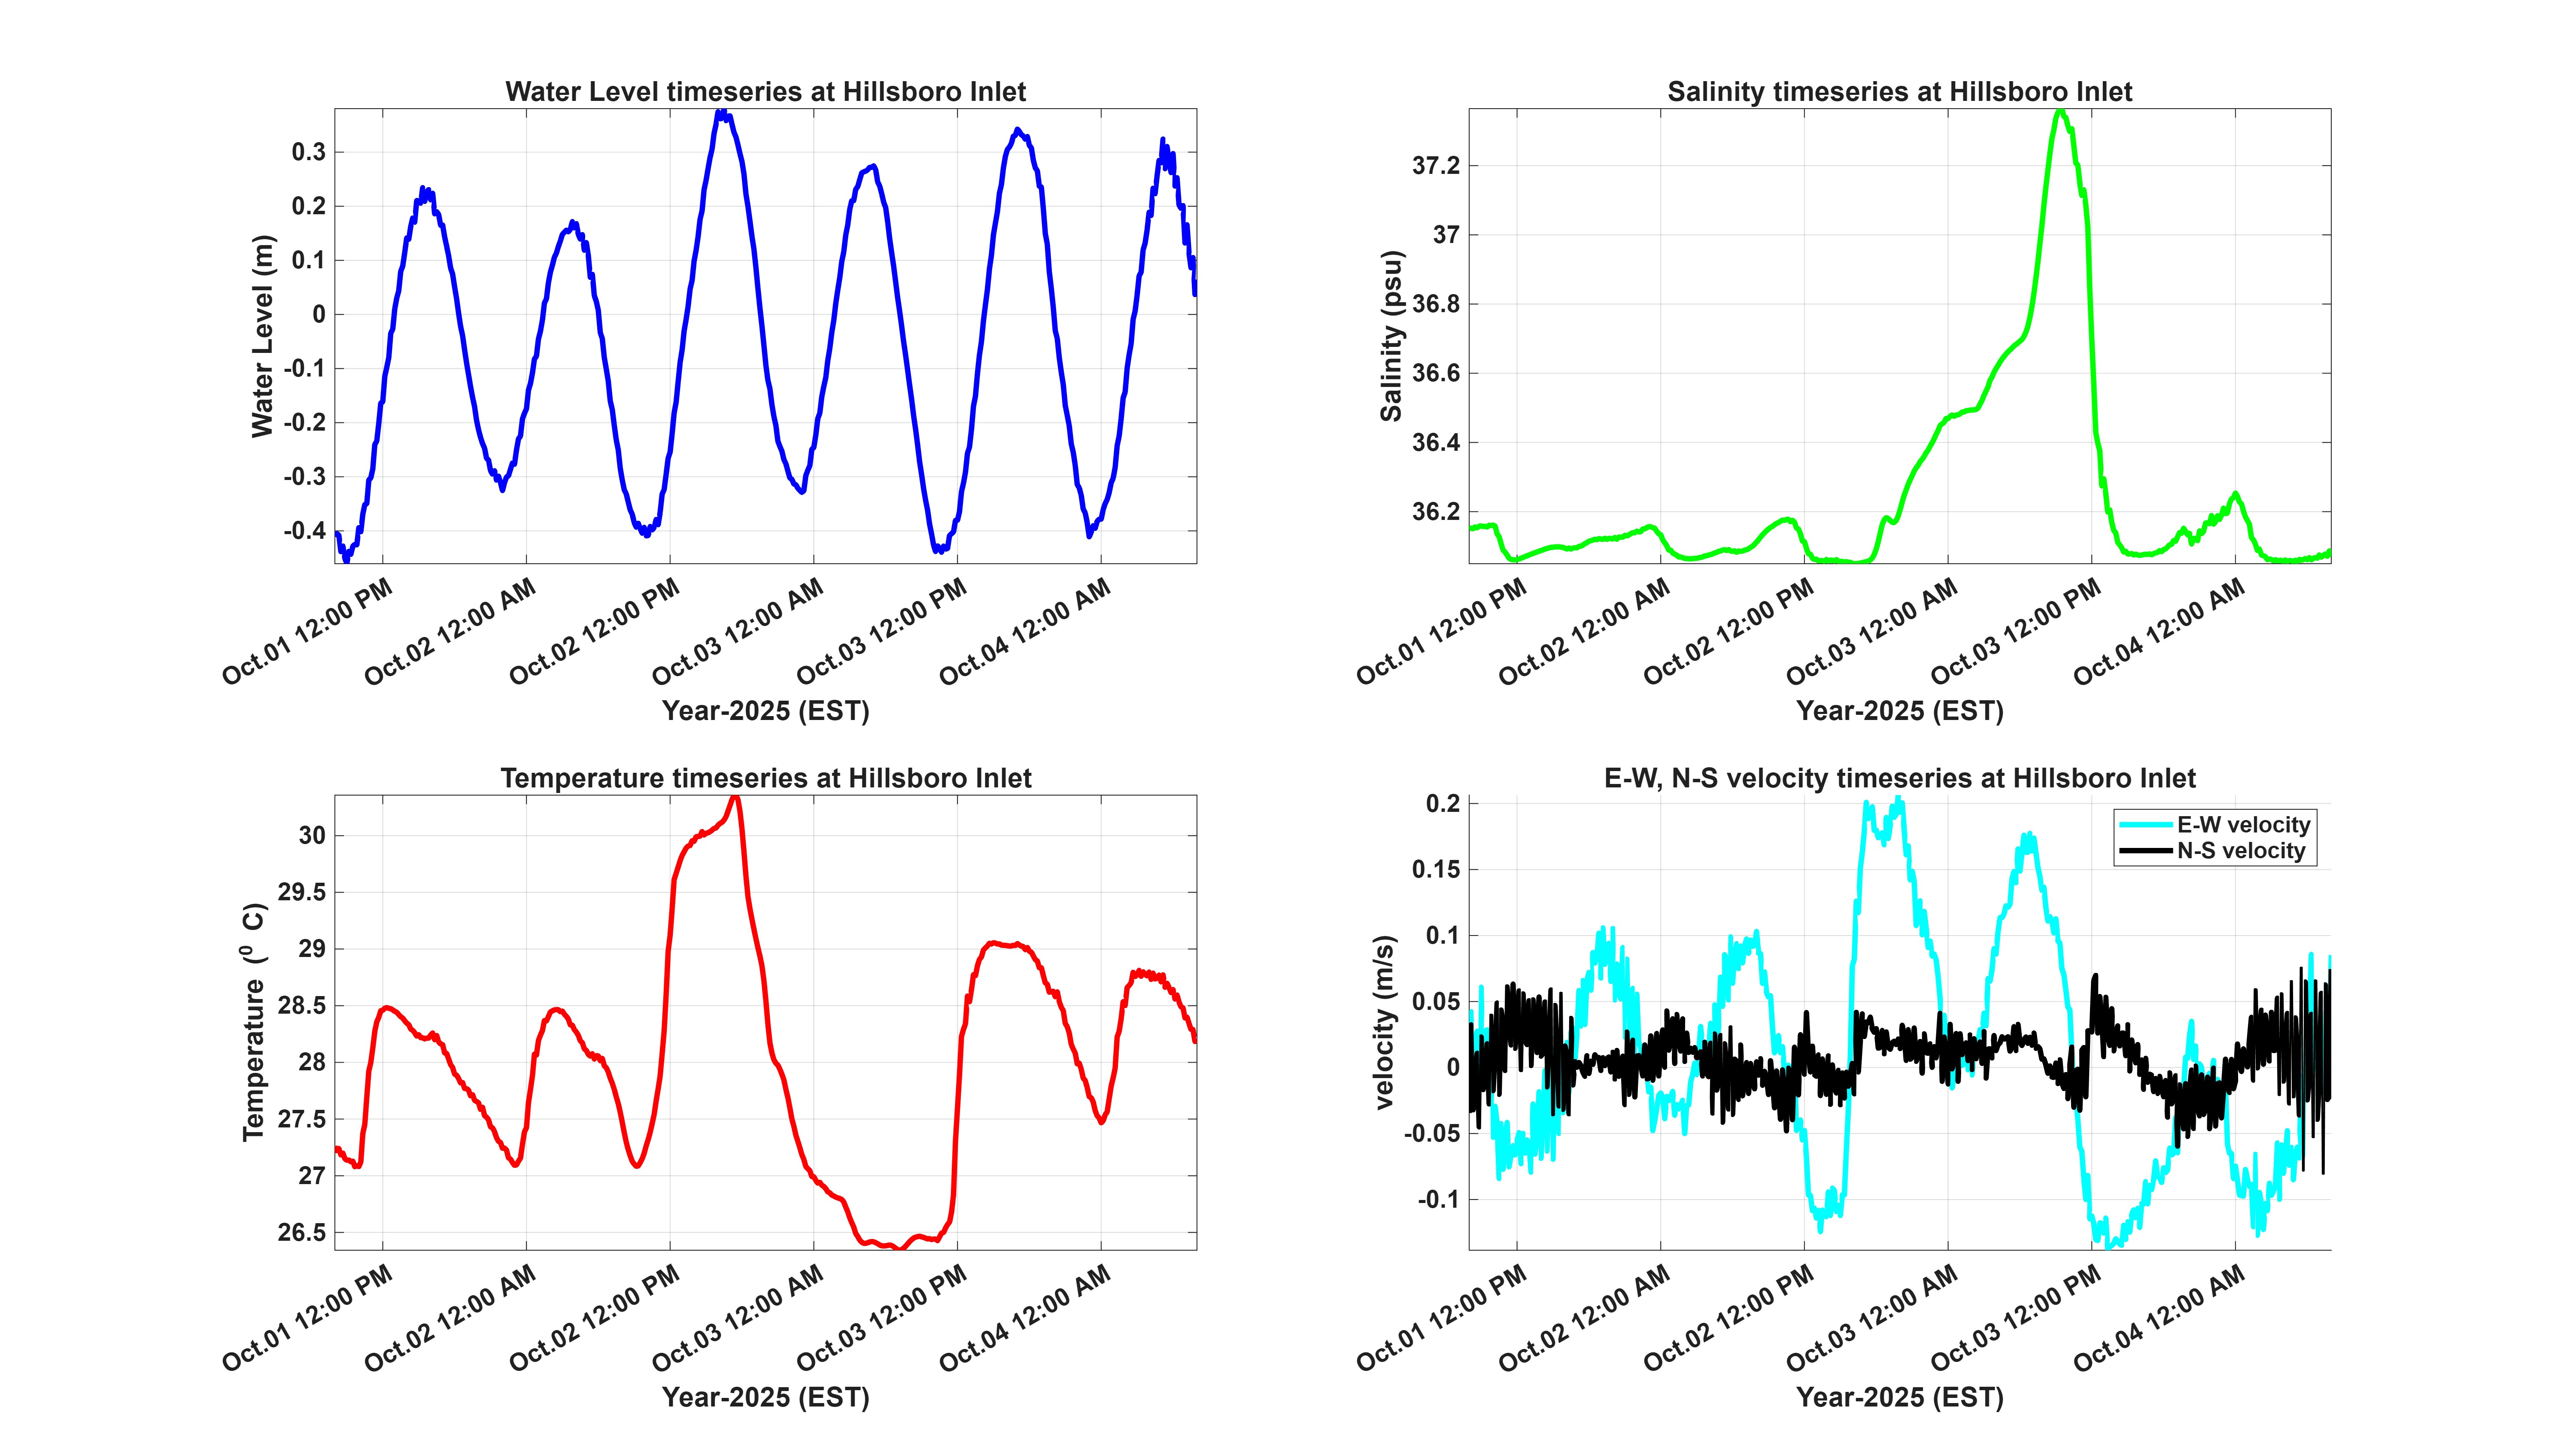 Water Level timeseries at Hillsboro Inlet
Water Level (m)
0.3
0.2
0.1
0
-0.1
-0.2
-0.3
-0.4
Oct.01 12:00 PM
Oct.02 12:00 AM
Oct.02 12:00 PM
Oct.03 12:00 AM
Oct.03 12:00 PM
Oct.04 12:00 AM
Year-2025 (EST)
Salinity timeseries at Hillsboro Inlet
Salinity (psu)
37.2
37
36.8
36.6
36.4
36.2
Oct.01 12:00 PM
Oct.02 12:00 AM
Oct.02 12:00 PM
Oct.03 12:00 AM
Oct.03 12:00 PM
Oct.04 12:00 AM
Year-2025 (EST)
Temperature timeseries at Hillsboro Inlet
Temperature (⁰ C)
30
29.5
29
28.5
28
27.5
27
26.5
Oct.01 12:00 PM
Oct.02 12:00 AM
Oct.02 12:00 PM
Oct.03 12:00 AM
Oct.03 12:00 PM
Oct.04 12:00 AM
Year-2025 (EST)
E-W, N-S velocity timeseries at Hillsboro Inlet
velocity (m/s)
0.2
0.15
0.1
0.05
0
-0.05
-0.1
E-W velocity
N-S velocity
Oct.01 12:00 PM
Oct.02 12:00 AM
Oct.02 12:00 PM
Oct.03 12:00 AM
Oct.03 12:00 PM
Oct.04 12:00 AM
Year-2025 (EST)